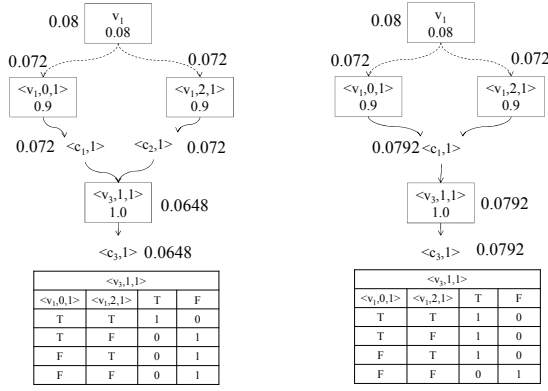 v1
0.08
0.08
0.072
0.072
<v1,0,1>
0.9
<v1,2,1>
0.9
0.072
<c1,1>
<c2,1>
0.072
<v3,1,1>
1.0
0.0648
<c3,1>
0.0648
<v3,1,1>
<v1,0,1> <v1,2,1> T F
T T 1 0
T F 0 1
F T 0 1
F F 0 1
v1
0.08
0.08
0.072
0.072
<v1,0,1>
0.9
<v1,2,1>
0.9
0.0792
<c1,1>
<v3,1,1>
1.0
0.0792
<c3,1>
0.0792
<v3,1,1>
<v1,0,1> <v1,2,1> T F
T T 1 0
T F 1 0
F T 1 0
F F 0 1